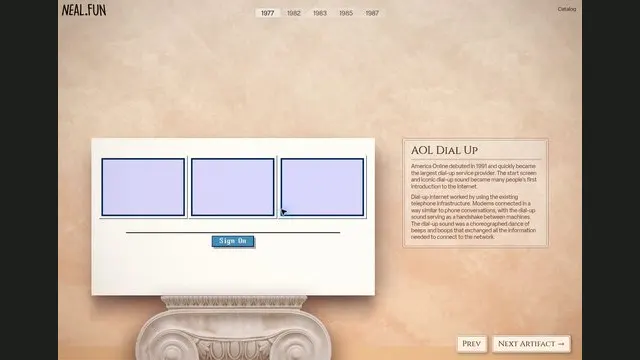 NEAL.FUN
1977 1982 1983 1985 1987
Catalog
Sign On
AOL DIAL UP
America Online debuted in 1991 and quickly became
the largest dial-up service provider. The start screen
and iconic dial-up sound became many people's first
introduction to the Internet.
Dial-up internet worked by using the existing
telephone infrastructure. Modems connected in a
way similar to phone conversations, with the dial-up
sound serving as a handshake between machines.
The dial-up sound was a choreographed dance of
beeps and boops that exchanged all the information
needed to connect to the network.
PREV
NEXT ARTIFACT →